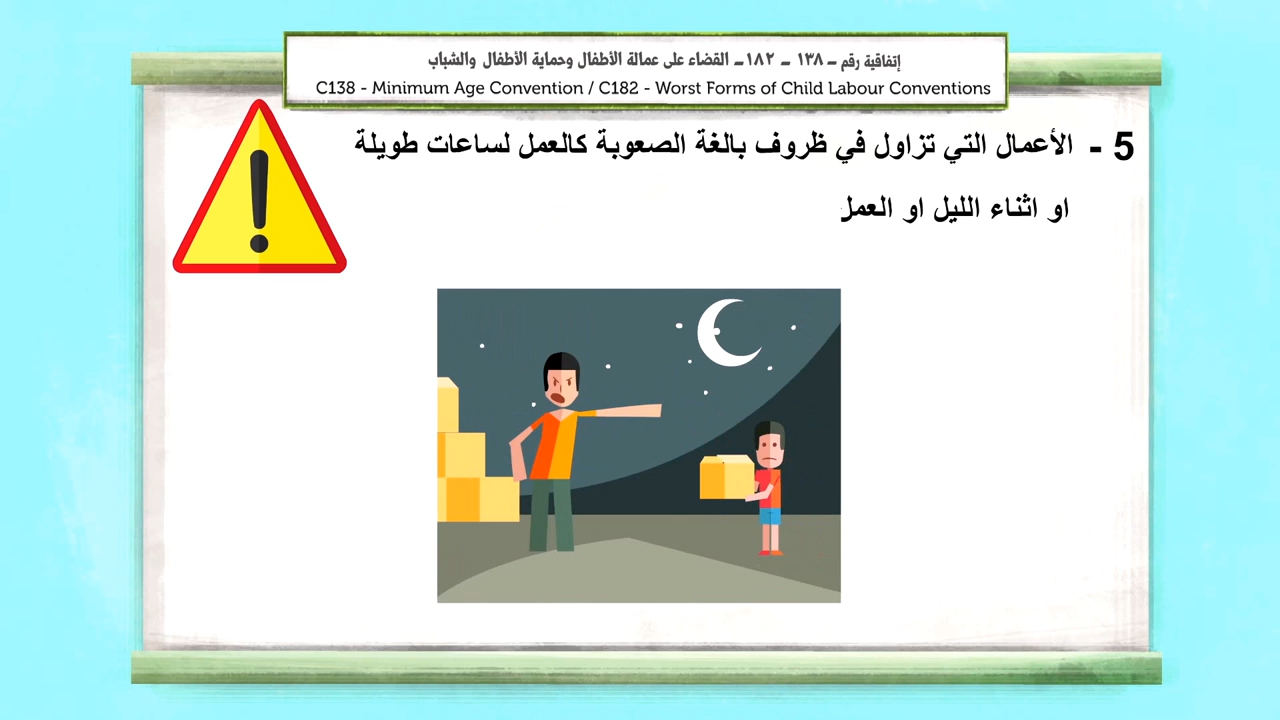 إتفاقية رقم - ١٣٨ - ١٨٢- القضاء على عمالة الأطفال وحماية الأطفال والشباب
C138 - Minimum Age Convention / C182 - Worst Forms of Child Labour Conventions
5 - الأعمال التي تزاول في ظروف بالغة الصعوبة كالعمل لساعات طويلة
او اثناء الليل او العمل